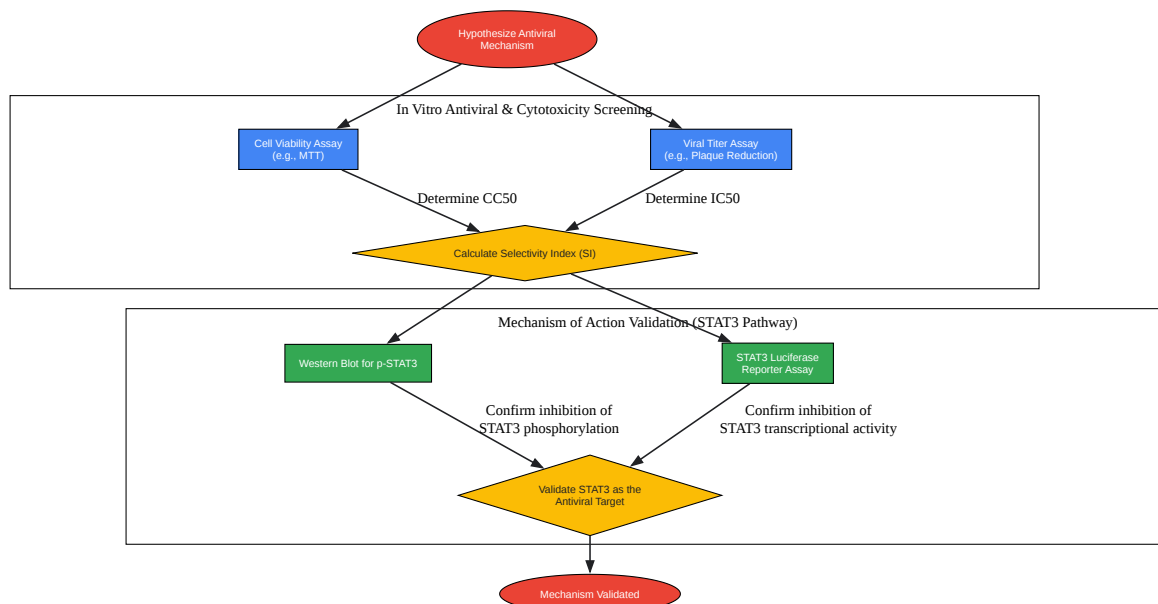 Hypothesize Antiviral
Mechanism
In Vitro Antiviral & Cytotoxicity Screening
Cell Viability Assay
(e.g., MTT)
Viral Titer Assay
(e.g., Plaque Reduction)
Determine CC50
Determine IC50
Calculate Selectivity Index (SI)
Mechanism of Action Validation (STAT3 Pathway)
Western Blot for p-STAT3
STAT3 Luciferase
Reporter Assay
Confirm inhibition of
STAT3 phosphorylation
Confirm inhibition of
STAT3 transcriptional activity
Validate STAT3 as the
Antiviral Target
Mechanism Validated